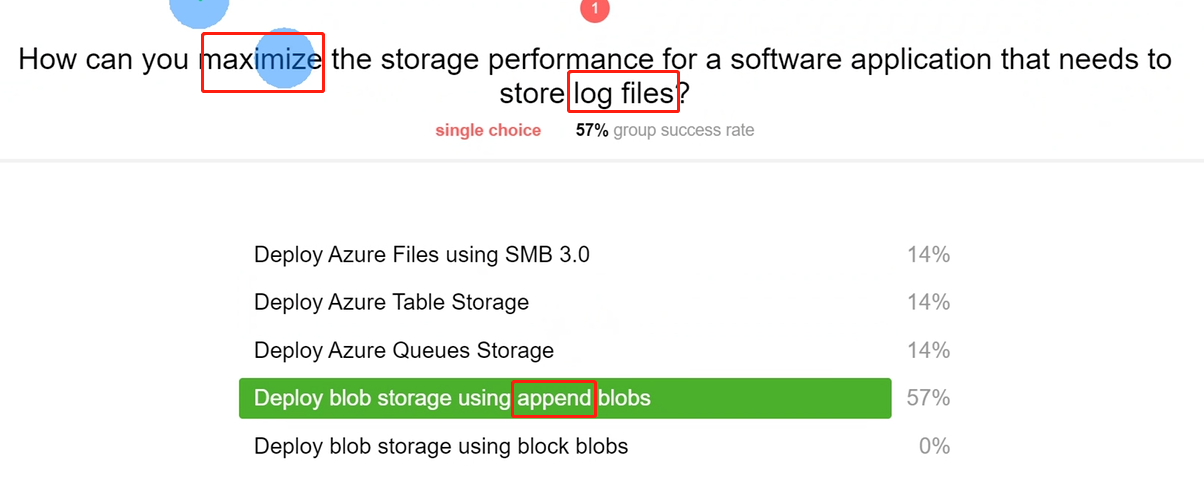 1
How can you maximize the storage performance for a software application that needs to
store log files?
single choice 57% group success rate
Deploy Azure Files using SMB 3.0 14%
Deploy Azure Table Storage 14%
Deploy Azure Queues Storage 14%
Deploy blob storage using append blobs 57%
Deploy blob storage using block blobs 0%